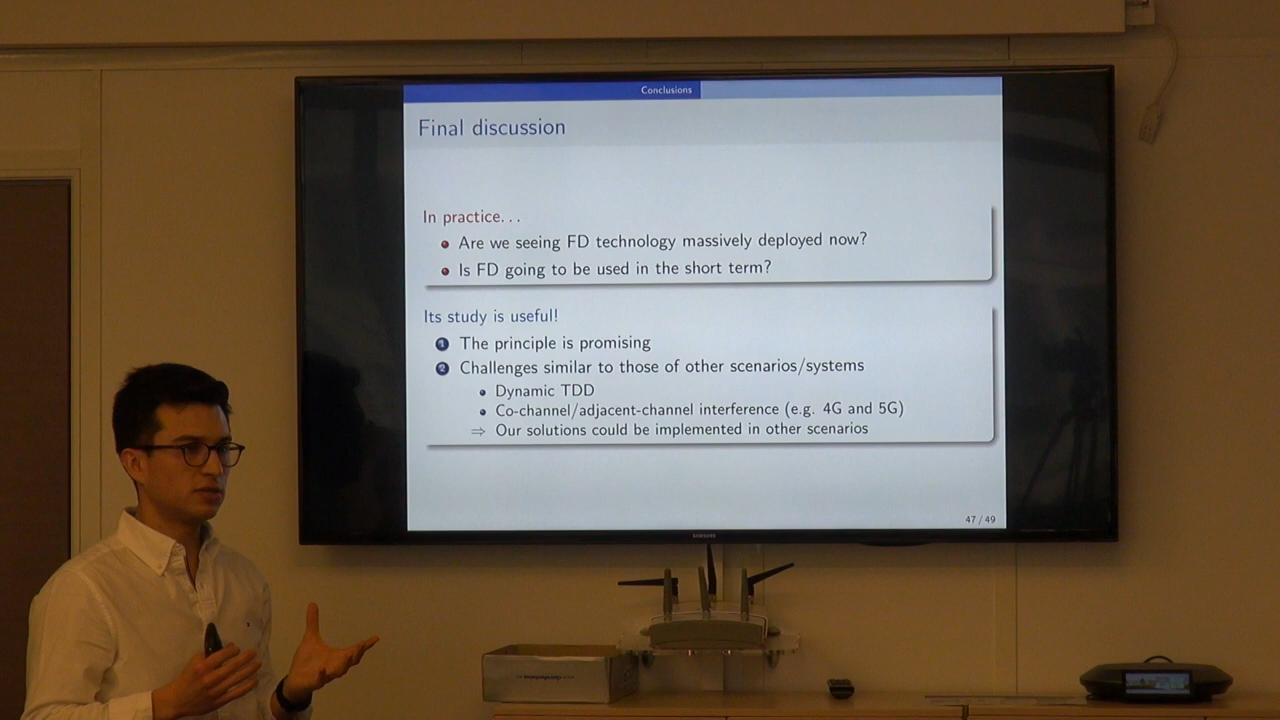 Conclusions
Final discussion
In practice...
Are we seeing FD technology massively deployed now?
Is FD going to be used in the short term?
Its study is useful!
1 The principle is promising
2 Challenges similar to those of other scenarios/systems
Dynamic TDD
Co-channel/adjacent-channel interference (e.g. 4G and 5G)
⇒ Our solutions could be implemented in other scenarios
47 / 49
SAMSUNG